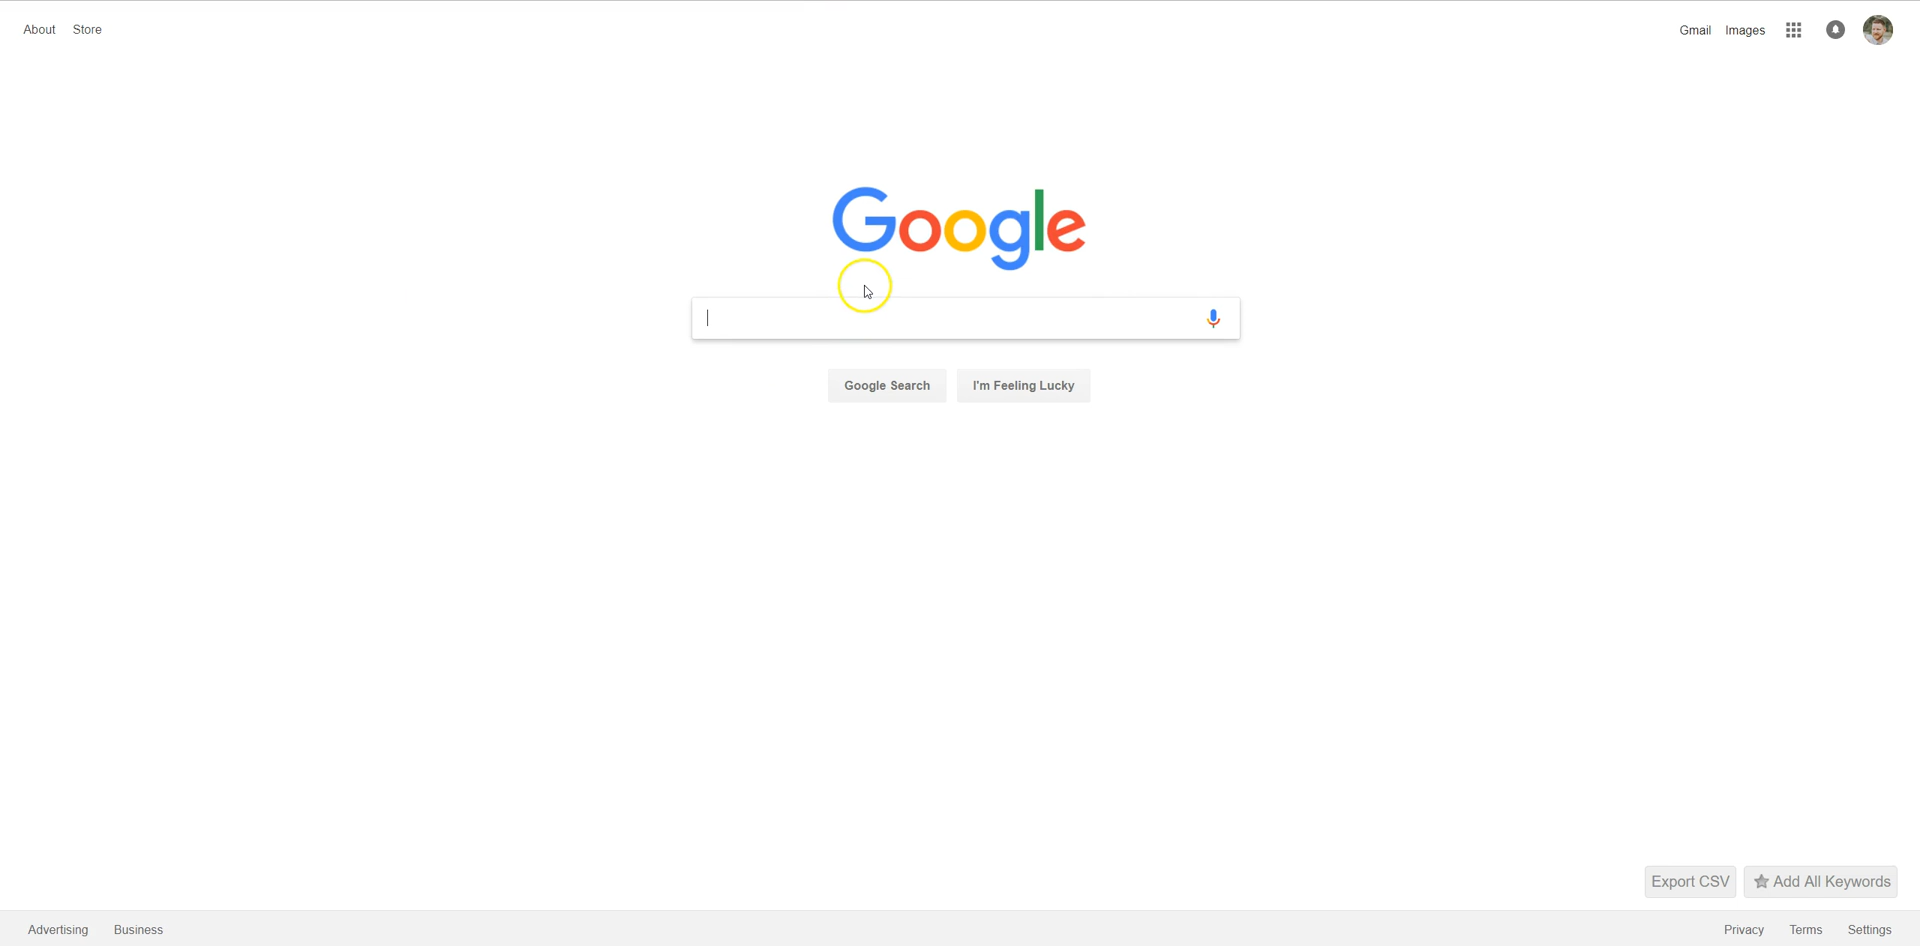 About Store
Gmail Images
Google
Google Search I'm Feeling Lucky
Export CSV Add All Keywords
Advertising Business
Privacy Terms Settings